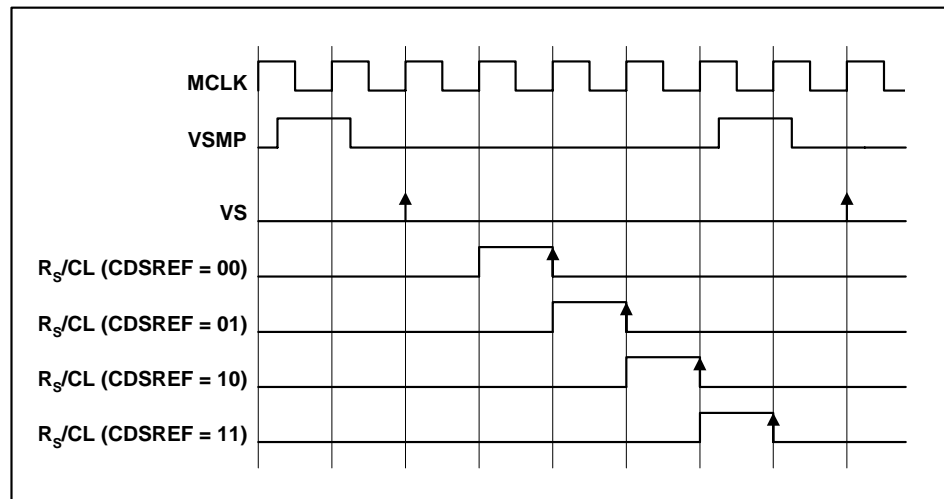 MCLK
VSMP
VS
RS/CL (CDSREF = 00)
RS/CL (CDSREF = 01)
RS/CL (CDSREF = 10)
RS/CL (CDSREF = 11)